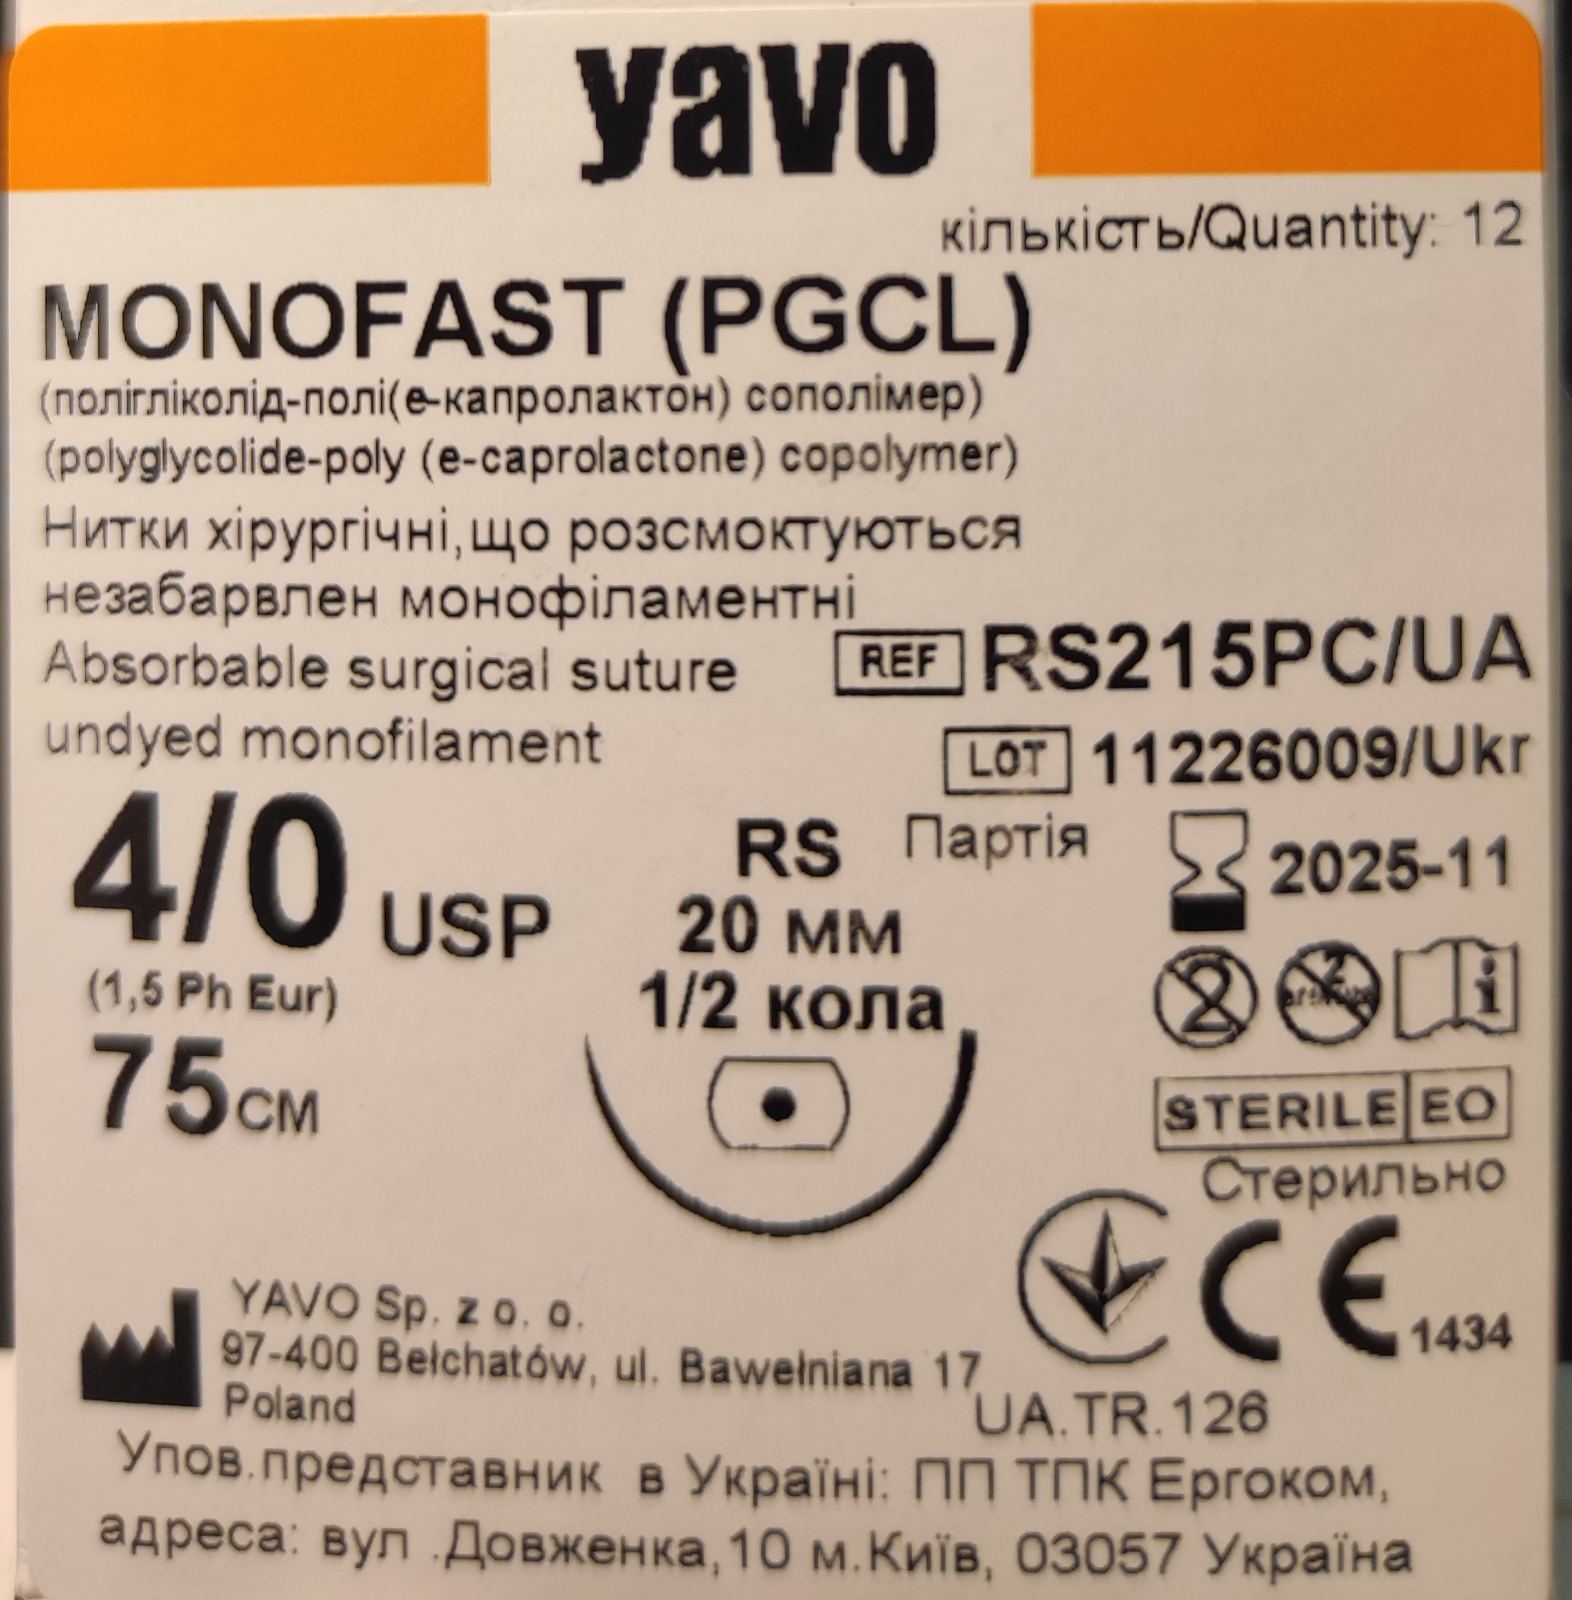 yavo
кількість/Quantity: 12
MONOFAST (PGCL)
(полігліколід-полі(е-капролактон) сополімер)
(polyglycolide-poly (e-caprolactone) copolymer)
Нитки хірургічні,що розсмоктуються
незабарвлен монофіламентні
Absorbable surgical suture
undyed monofilament
REF RS215PC/UA
LOT 11226009/Ukr
Партія
2025-11
4/0 USP
(1,5 Ph Eur)
75 см
RS
20 мм
1/2 кола
2
2
STERILE EO
Стерильно
CE 1434
UA.TR.126
YAVO Sp. z o. o.
97-400 Bełchatów, ul. Bawełniana 17
Poland
Упов.представник в Україні: ПП ТПК Ергоком,
адреса: вул .Довженка,10 м.Київ, 03057 Україна